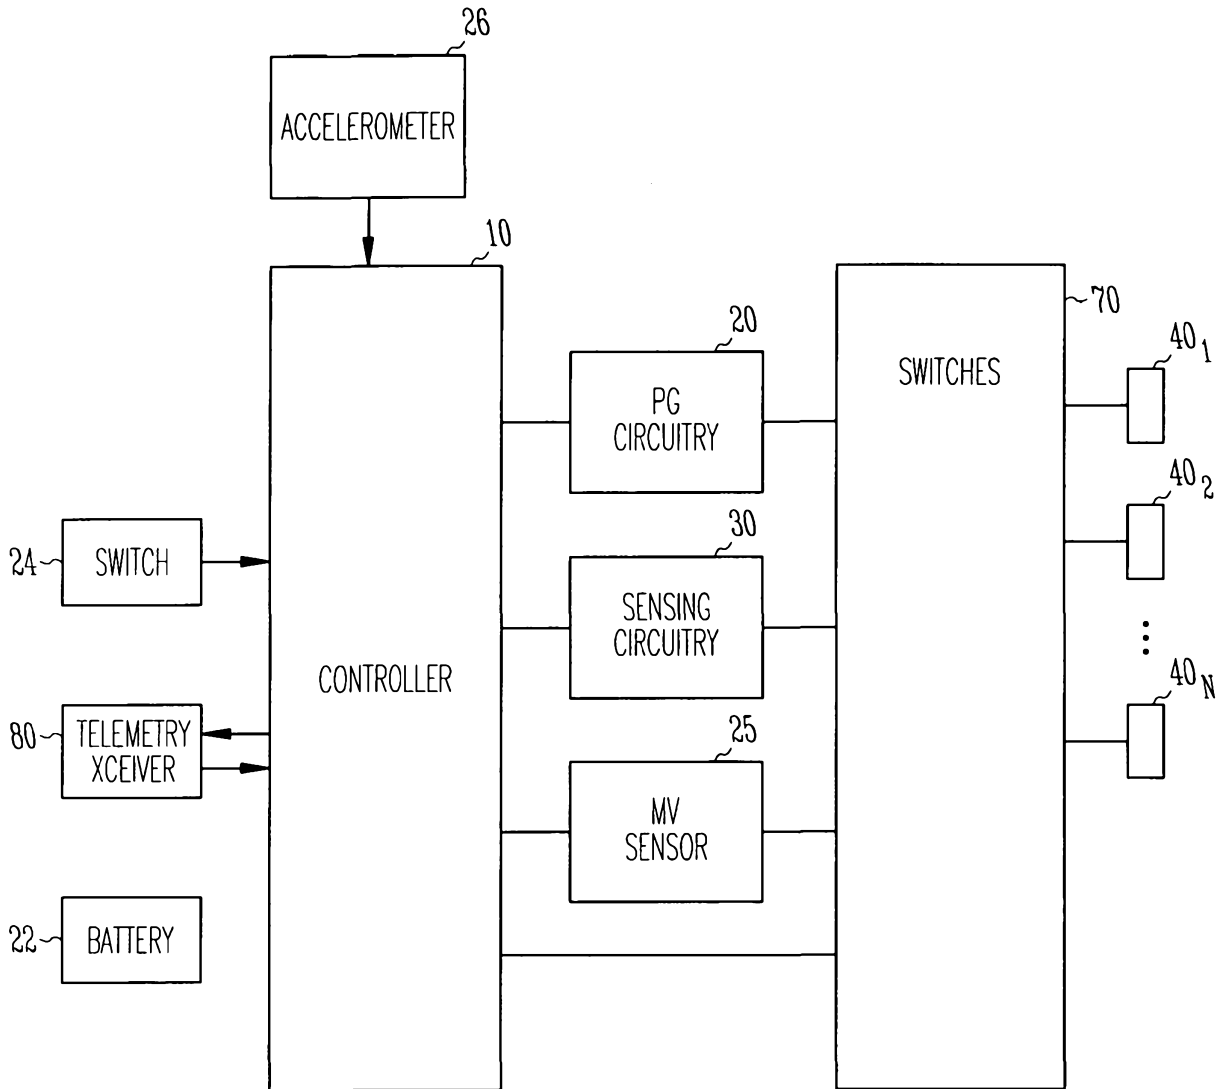 26
ACCELEROMETER
10
CONTROLLER
20
PG
CIRCUITRY
70
SWITCHES
40 1
40 2
40 N
24
SWITCH
30
SENSING
CIRCUITRY
80
TELEMETRY
XCEIVER
25
MV
SENSOR
22
BATTERY